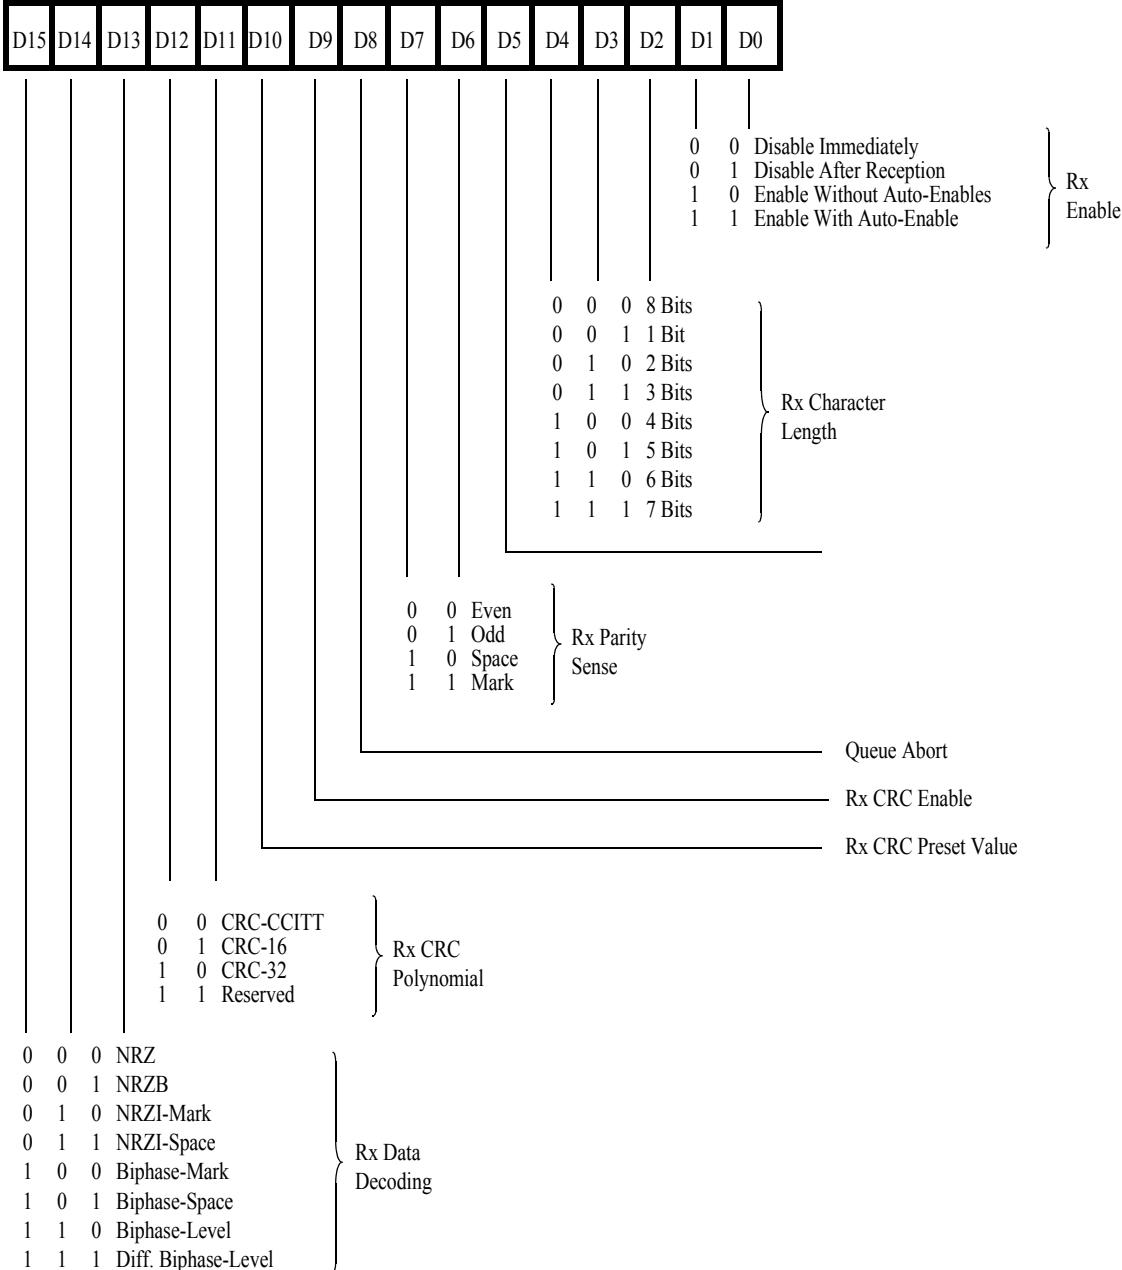 D15 D14 D13 D12 D11 D10 D9 D8 D7 D6 D5 D4 D3 D2 D1 D0
0 0 Disable Immediately
0 1 Disable After Reception
1 0 Enable Without Auto-Enables
1 1 Enable With Auto-Enable
Rx
Enable
0 0 0 8 Bits
0 0 1 1 Bit
0 1 0 2 Bits
0 1 1 3 Bits
1 0 0 4 Bits
1 0 1 5 Bits
1 1 0 6 Bits
1 1 1 7 Bits
Rx Character
Length
0 0 Even
0 1 Odd
1 0 Space
1 1 Mark
Rx Parity
Sense
Queue Abort
Rx CRC Enable
Rx CRC Preset Value
0 0 CRC-CCITT
0 1 CRC-16
1 0 CRC-32
1 1 Reserved
Rx CRC
Polynomial
0 0 0 NRZ
0 0 1 NRZB
0 1 0 NRZI-Mark
0 1 1 NRZI-Space
1 0 0 Biphase-Mark
1 0 1 Biphase-Space
1 1 0 Biphase-Level
1 1 1 Diff. Biphase-Level
Rx Data
Decoding